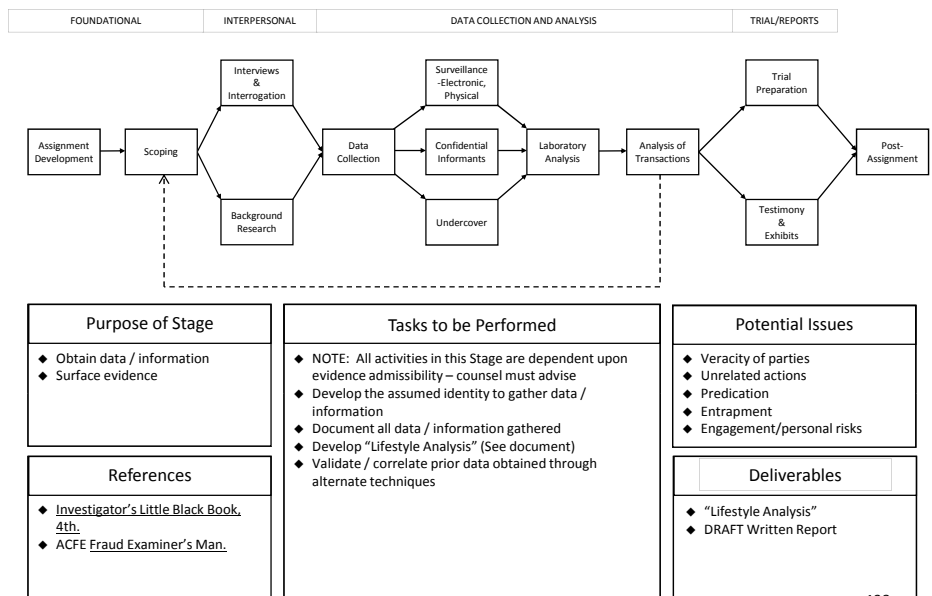 FOUNDATIONAL
INTERPERSONAL
DATA COLLECTION AND ANALYSIS
TRIAL/REPORTS
Interviews
&
Interrogation
Surveillance
-Electronic,
Physical
Trial
Preparation
Assignment
Development
Scoping
Data
Collection
Confidential
Informants
Laboratory
Analysis
Analysis of
Transactions
Post-
Assignment
Background
Research
Undercover
Testimony
&
Exhibits
Purpose of Stage
◆ Obtain data / information
◆ Surface evidence
Tasks to be Performed
◆ NOTE:  All activities in this Stage are dependent upon
evidence admissibility – counsel must advise
◆ Develop the assumed identity to gather data /
information
◆ Document all data / information gathered
◆ Develop “Lifestyle Analysis” (See document)
◆ Validate / correlate prior data obtained through
alternate techniques
Potential Issues
◆ Veracity of parties
◆ Unrelated actions
◆ Predication
◆ Entrapment
◆ Engagement/personal risks
References
◆ Investigator’s Little Black Book,
4th.
◆ ACFE Fraud Examiner’s Man.
Deliverables
◆ “Lifestyle Analysis”
◆ DRAFT Written Report